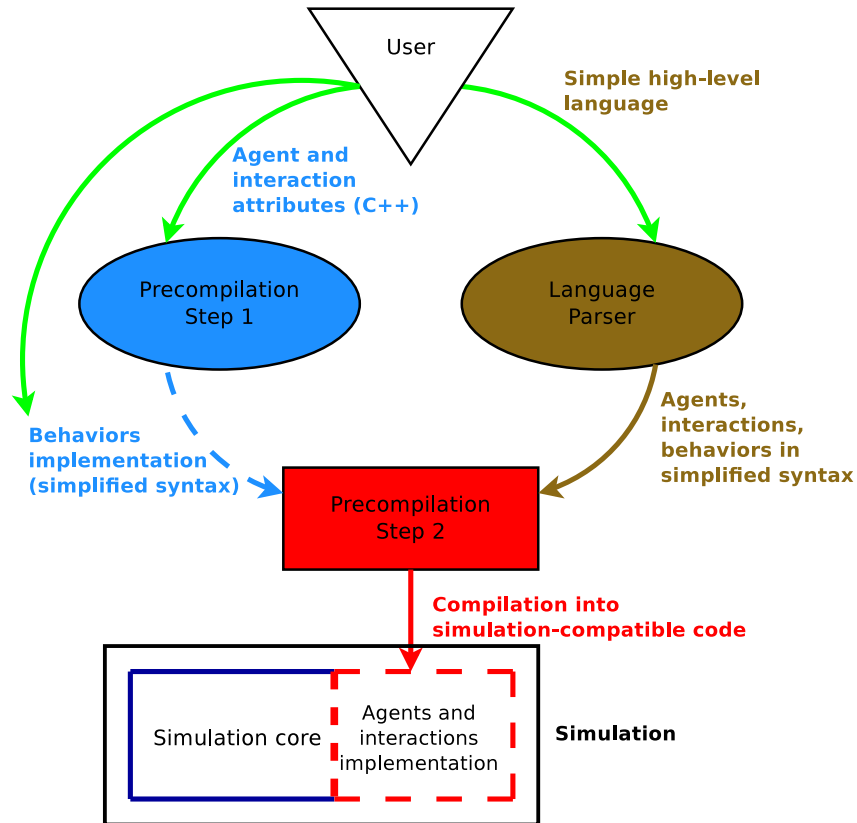 User
Simple high-level
language
Agent and
interaction
attributes (C++)
Precompilation
Step 1
Language
Parser
Behaviors
implementation
(simplified syntax)
Agents,
interactions,
behaviors in
simplified syntax
Precompilation
Step 2
Compilation into
simulation-compatible code
Simulation core
Agents and
interactions
implementation
Simulation